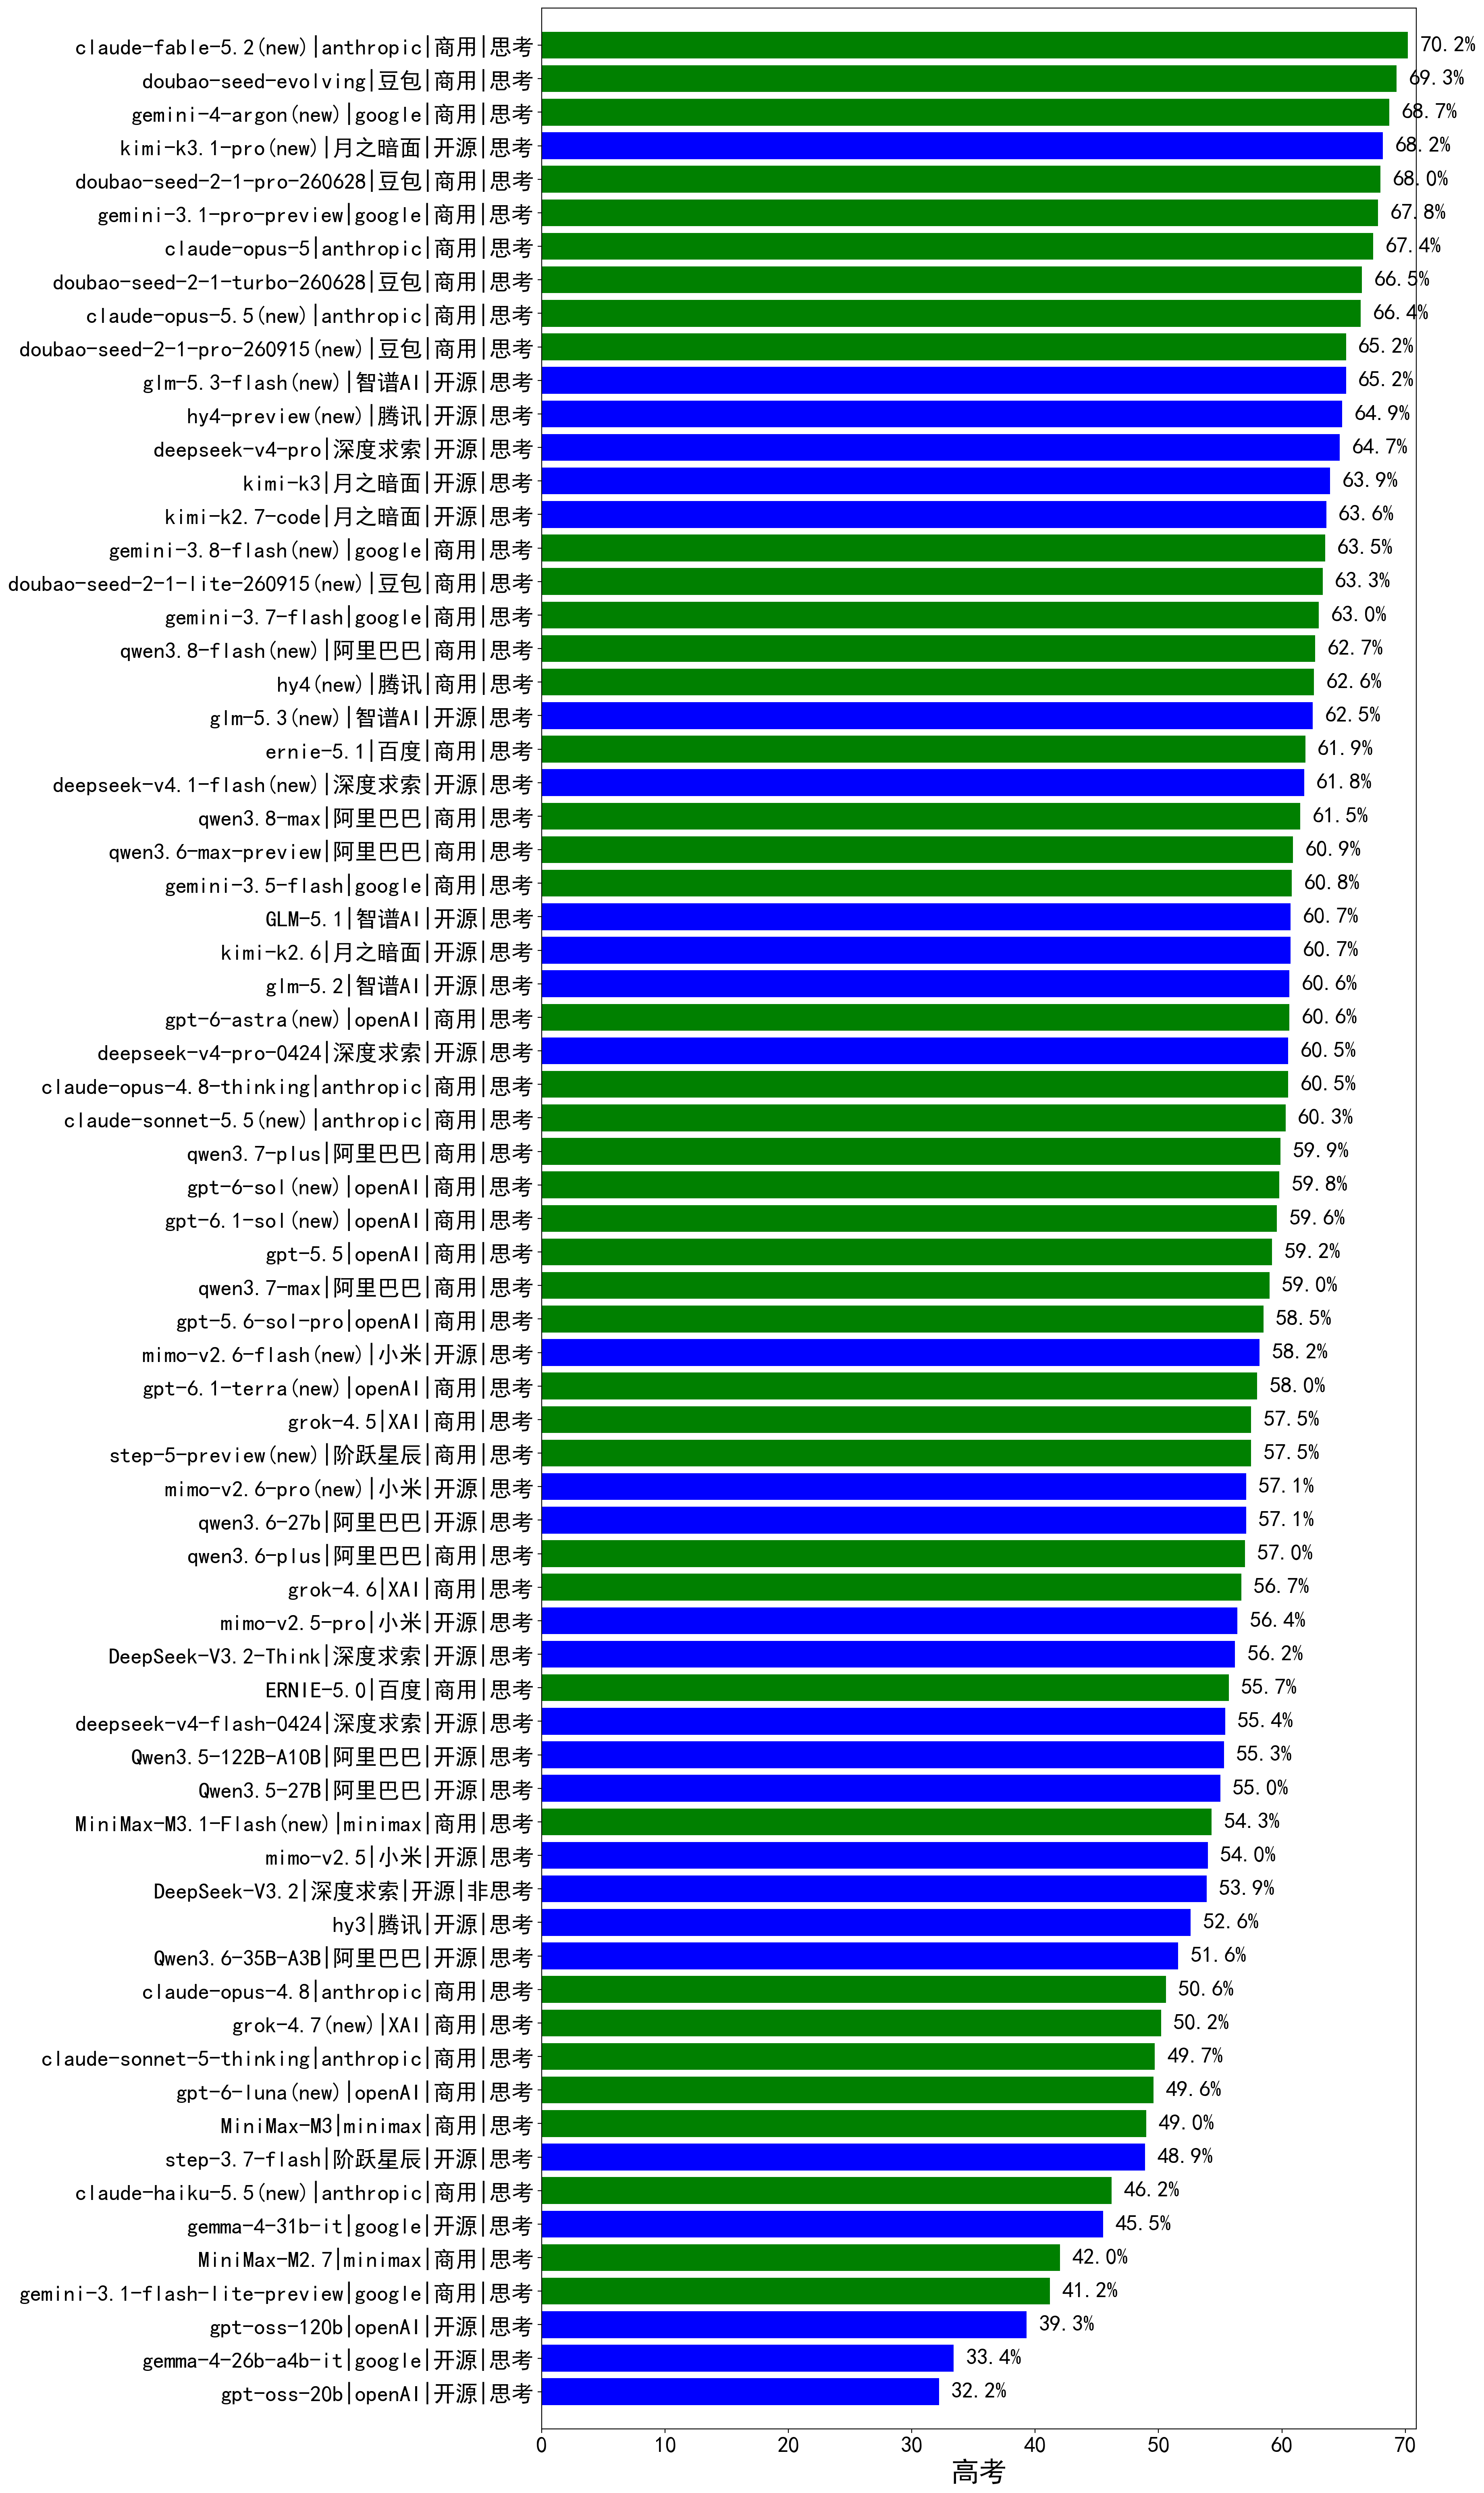 claude-fable-5.2(new)|anthropic|商用|思考 70.2%
doubao-seed-evolving|豆包|商用|思考 69.3%
gemini-4-argon(new)|google|商用|思考 68.7%
kimi-k3.1-pro(new)|月之暗面|开源|思考 68.2%
doubao-seed-2-1-pro-260628|豆包|商用|思考 68.0%
gemini-3.1-pro-preview|google|商用|思考 67.8%
claude-opus-5|anthropic|商用|思考 67.4%
doubao-seed-2-1-turbo-260628|豆包|商用|思考 66.5%
claude-opus-5.5(new)|anthropic|商用|思考 66.4%
doubao-seed-2-1-pro-260915(new)|豆包|商用|思考 65.2%
glm-5.3-flash(new)|智谱AI|开源|思考 65.2%
hy4-preview(new)|腾讯|开源|思考 64.9%
deepseek-v4-pro|深度求索|开源|思考 64.7%
kimi-k3|月之暗面|开源|思考 63.9%
kimi-k2.7-code|月之暗面|开源|思考 63.6%
gemini-3.8-flash(new)|google|商用|思考 63.5%
doubao-seed-2-1-lite-260915(new)|豆包|商用|思考 63.3%
gemini-3.7-flash|google|商用|思考 63.0%
qwen3.8-flash(new)|阿里巴巴|商用|思考 62.7%
hy4(new)|腾讯|商用|思考 62.6%
glm-5.3(new)|智谱AI|开源|思考 62.5%
ernie-5.1|百度|商用|思考 61.9%
deepseek-v4.1-flash(new)|深度求索|开源|思考 61.8%
qwen3.8-max|阿里巴巴|商用|思考 61.5%
qwen3.6-max-preview|阿里巴巴|商用|思考 60.9%
gemini-3.5-flash|google|商用|思考 60.8%
GLM-5.1|智谱AI|开源|思考 60.7%
kimi-k2.6|月之暗面|开源|思考 60.7%
glm-5.2|智谱AI|开源|思考 60.6%
gpt-6-astra(new)|openAI|商用|思考 60.6%
deepseek-v4-pro-0424|深度求索|开源|思考 60.5%
claude-opus-4.8-thinking|anthropic|商用|思考 60.5%
claude-sonnet-5.5(new)|anthropic|商用|思考 60.3%
qwen3.7-plus|阿里巴巴|商用|思考 59.9%
gpt-6-sol(new)|openAI|商用|思考 59.8%
gpt-6.1-sol(new)|openAI|商用|思考 59.6%
gpt-5.5|openAI|商用|思考 59.2%
qwen3.7-max|阿里巴巴|商用|思考 59.0%
gpt-5.6-sol-pro|openAI|商用|思考 58.5%
mimo-v2.6-flash(new)|小米|开源|思考 58.2%
gpt-6.1-terra(new)|openAI|商用|思考 58.0%
grok-4.5|XAI|商用|思考 57.5%
step-5-preview(new)|阶跃星辰|商用|思考 57.5%
mimo-v2.6-pro(new)|小米|开源|思考 57.1%
qwen3.6-27b|阿里巴巴|开源|思考 57.1%
qwen3.6-plus|阿里巴巴|商用|思考 57.0%
grok-4.6|XAI|商用|思考 56.7%
mimo-v2.5-pro|小米|开源|思考 56.4%
DeepSeek-V3.2-Think|深度求索|开源|思考 56.2%
ERNIE-5.0|百度|商用|思考 55.7%
deepseek-v4-flash-0424|深度求索|开源|思考 55.4%
Qwen3.5-122B-A10B|阿里巴巴|开源|思考 55.3%
Qwen3.5-27B|阿里巴巴|开源|思考 55.0%
MiniMax-M3.1-Flash(new)|minimax|商用|思考 54.3%
mimo-v2.5|小米|开源|思考 54.0%
DeepSeek-V3.2|深度求索|开源|非思考 53.9%
hy3|腾讯|开源|思考 52.6%
Qwen3.6-35B-A3B|阿里巴巴|开源|思考 51.6%
claude-opus-4.8|anthropic|商用|思考 50.6%
grok-4.7(new)|XAI|商用|思考 50.2%
claude-sonnet-5-thinking|anthropic|商用|思考 49.7%
gpt-6-luna(new)|openAI|商用|思考 49.6%
MiniMax-M3|minimax|商用|思考 49.0%
step-3.7-flash|阶跃星辰|开源|思考 48.9%
claude-haiku-5.5(new)|anthropic|商用|思考 46.2%
gemma-4-31b-it|google|开源|思考 45.5%
MiniMax-M2.7|minimax|商用|思考 42.0%
gemini-3.1-flash-lite-preview|google|商用|思考 41.2%
gpt-oss-120b|openAI|开源|思考 39.3%
gemma-4-26b-a4b-it|google|开源|思考 33.4%
gpt-oss-20b|openAI|开源|思考 32.2%
0 10 20 30 40 50 60 70
高考